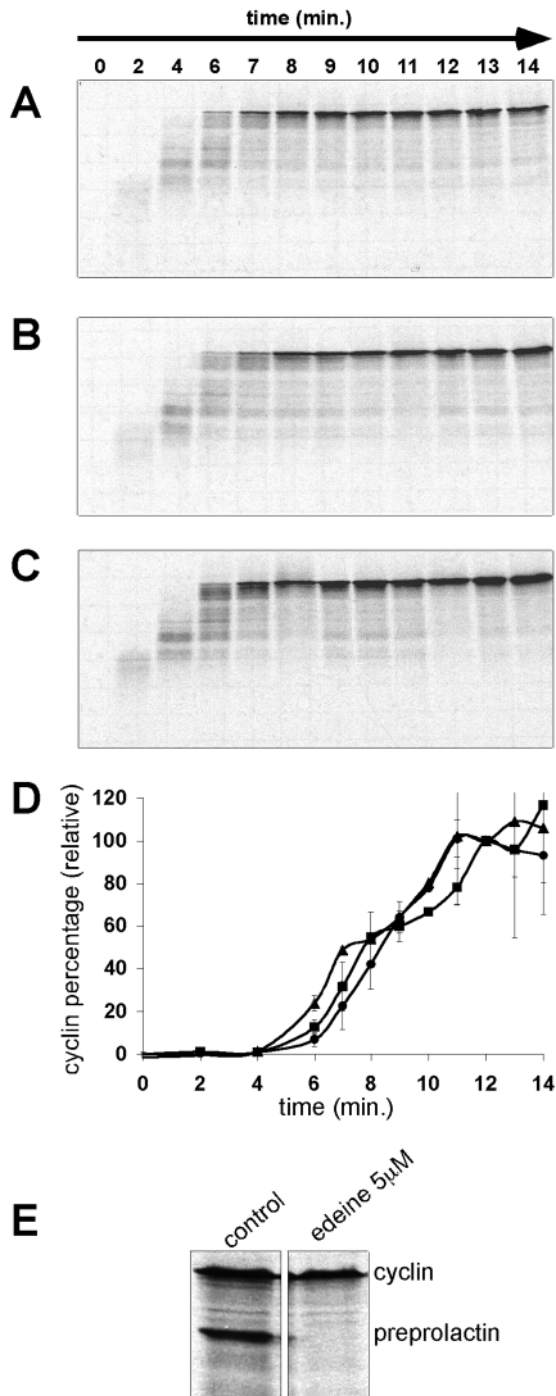 time (min.)
0 2 4 6 7 8 9 10 11 12 13 14
A
B
C
D
cyclin percentage (relative)
120
100
80
60
40
20
0
0 2 4 6 8 10 12 14
time (min.)
E
control
edeine 5µM
cyclin
preprolactin